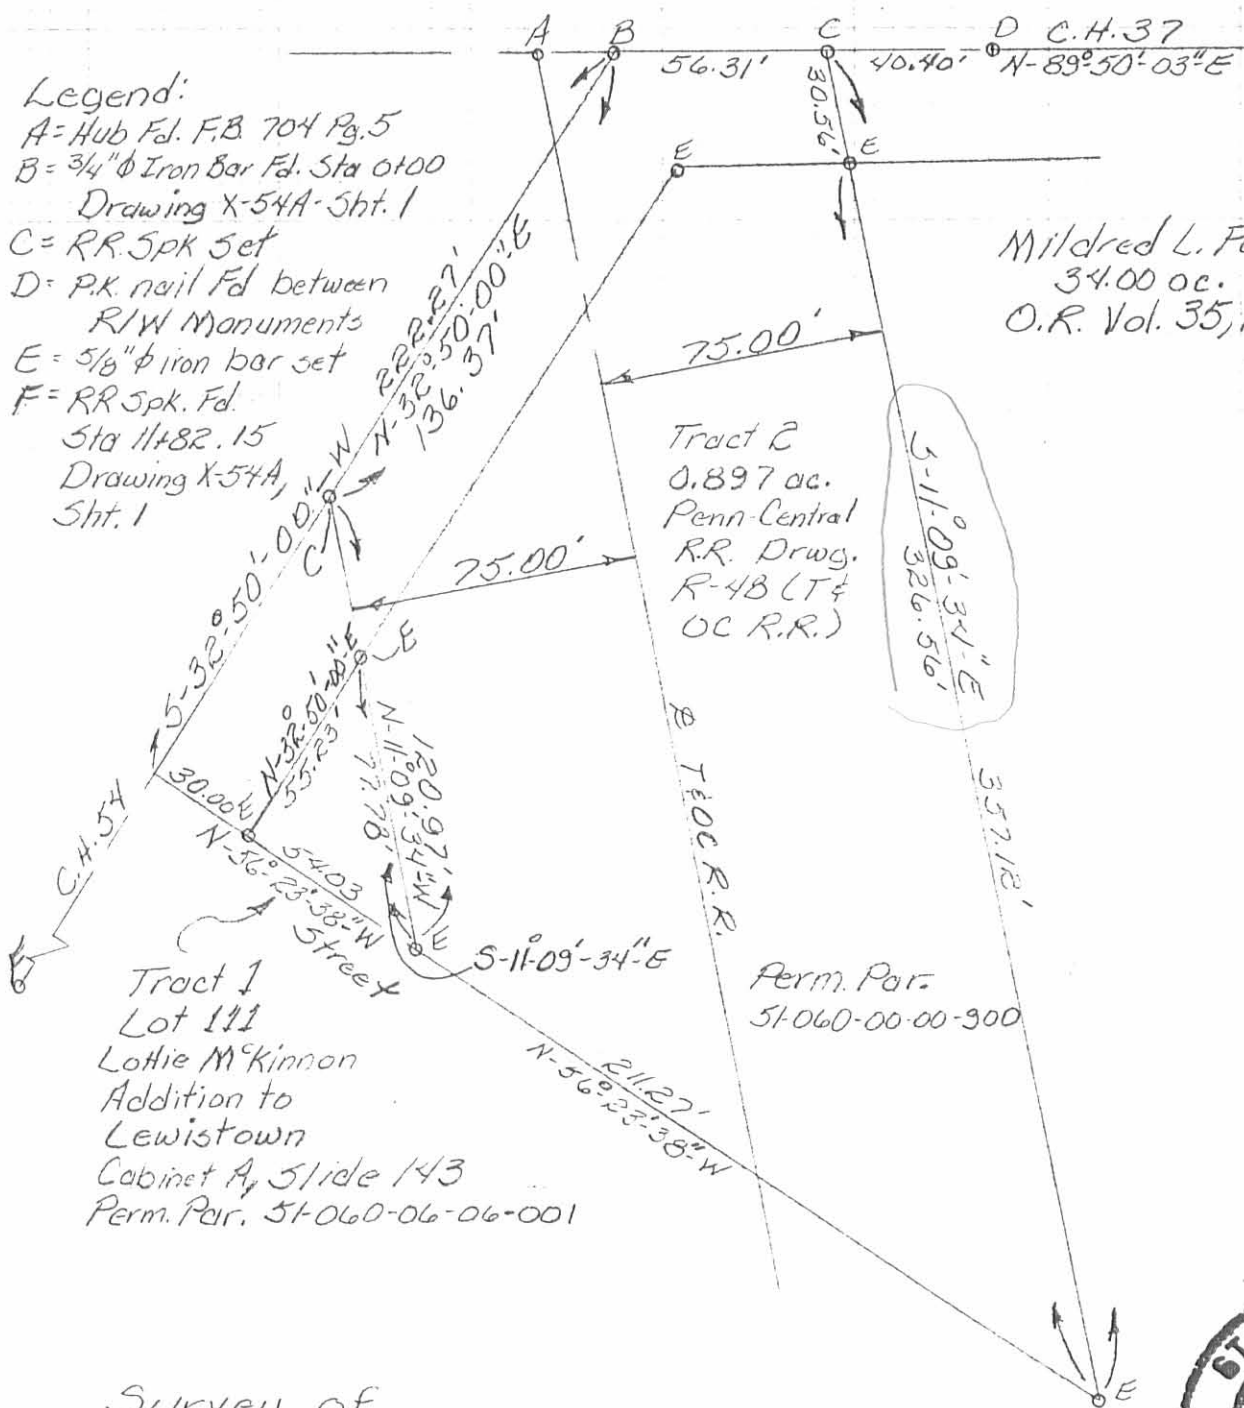 A B C D C.H.37
56.31' 40.40' N-89°-50'-03"E
Legend:
A= Hub Fd. F.B. 704 Pg.5
B= 3/4"ϕ Iron Bar Fd. Sta 0+00
Drawing X-54A-Sht. 1
C= RR. Spk Set
D= P.K. nail Fd between
R/W Monuments
E= 5/8"ϕ iron bar set
F= RR Spk. Fd.
Sta 11+82.15
Drawing X-54A,
Sht. 1
30.56'
E E
Mildred L.
34.00 ac.
O.R. Vol. 35,
222.27'
N-32°-50'-00"E
136.37'
75.00'
Tract 2
0.897 ac.
Penn-Central
R.R. Drwg.
R-48 (T&
OC R.R.)
S-11°-09'-34"E
326.56'
C
75.00'
S-32°-50'-00"-W
E
N-32°-50'-00"-E
55.23'
N-11°-09'-34"W
77.78'
120.97'
℄ T&OC R.R.
357.18'
C.H. 54
30.00 E
54.03
N-56°-23'-38"-W
Street
E
S-11°-09'-34"-E
F
Tract 1
Lot 111
Lottie McKinnon
Addition to
Lewistown
Cabinet A, Slide 143
Perm. Par. 51-060-06-06-001
Perm. Par.
51-060-00-00-900
211.27'
N-56°-23'-38"-W
E
Survey of